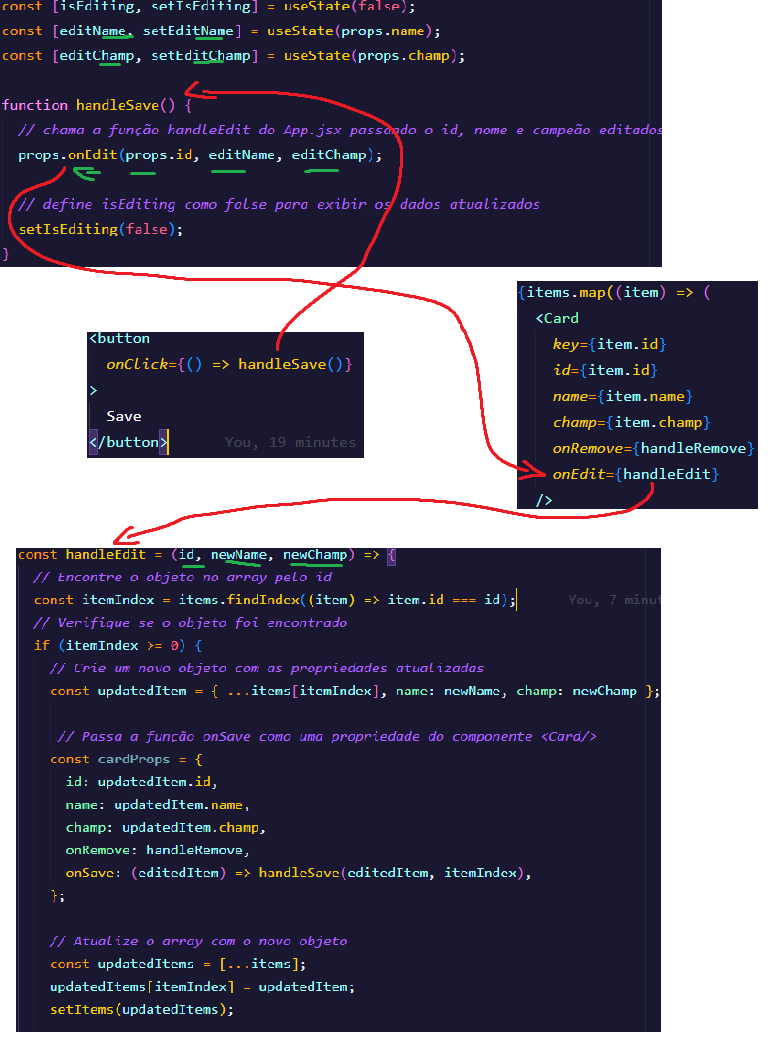 const [isEditing, setIsEditing] = useState(false);
const [editName, setEditName] = useState(props.name);
const [editChamp, setEditChamp] = useState(props.champ);
function handleSave() {
// chama a função handleEdit do App.jsx passando o id, nome e campeão editados
props.onEdit(props.id, editName, editChamp);
// define isEditing como false para exibir os dados atualizados
setIsEditing(false);
}
<button
onClick={() => handleSave()}
>
Save
</button>
You, 19 minutes
{items.map((item) => (
<Card
key={item.id}
id={item.id}
name={item.name}
champ={item.champ}
onRemove={handleRemove}
onEdit={handleEdit}
/>
const handleEdit = (id, newName, newChamp) => {
// Encontre o objeto no array pelo id
const itemIndex = items.findIndex((item) => item.id === id);
You, 7 minut
// Verifique se o objeto foi encontrado
if (itemIndex >= 0) {
// Crie um novo objeto com as propriedades atualizadas
const updatedItem = { ...items[itemIndex], name: newName, champ: newChamp };
// Passa a função onSave como uma propriedade do componente <Card/>
const cardProps = {
id: updatedItem.id,
name: updatedItem.name,
champ: updatedItem.champ,
onRemove: handleRemove,
onSave: (editedItem) => handleSave(editedItem, itemIndex),
};
// Atualize o array com o novo objeto
const updatedItems = [...items];
updatedItems[itemIndex] = updatedItem;
setItems(updatedItems);